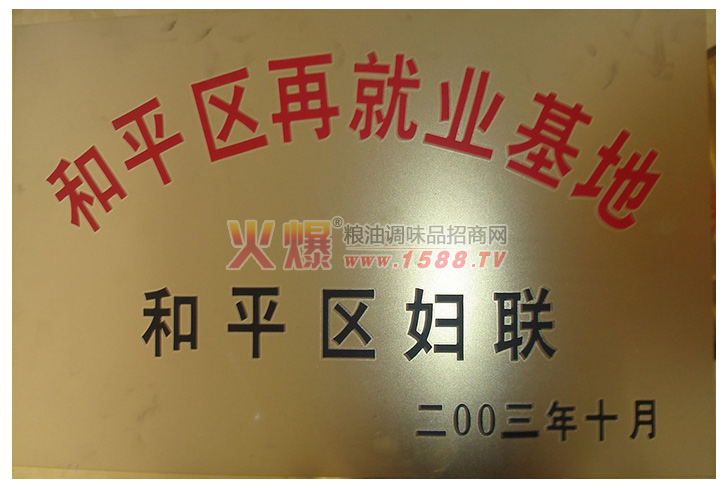 和平区再就业基地
火爆®粮油调味品招商网
www.1588.TV
和平区妇联
二00三年十月